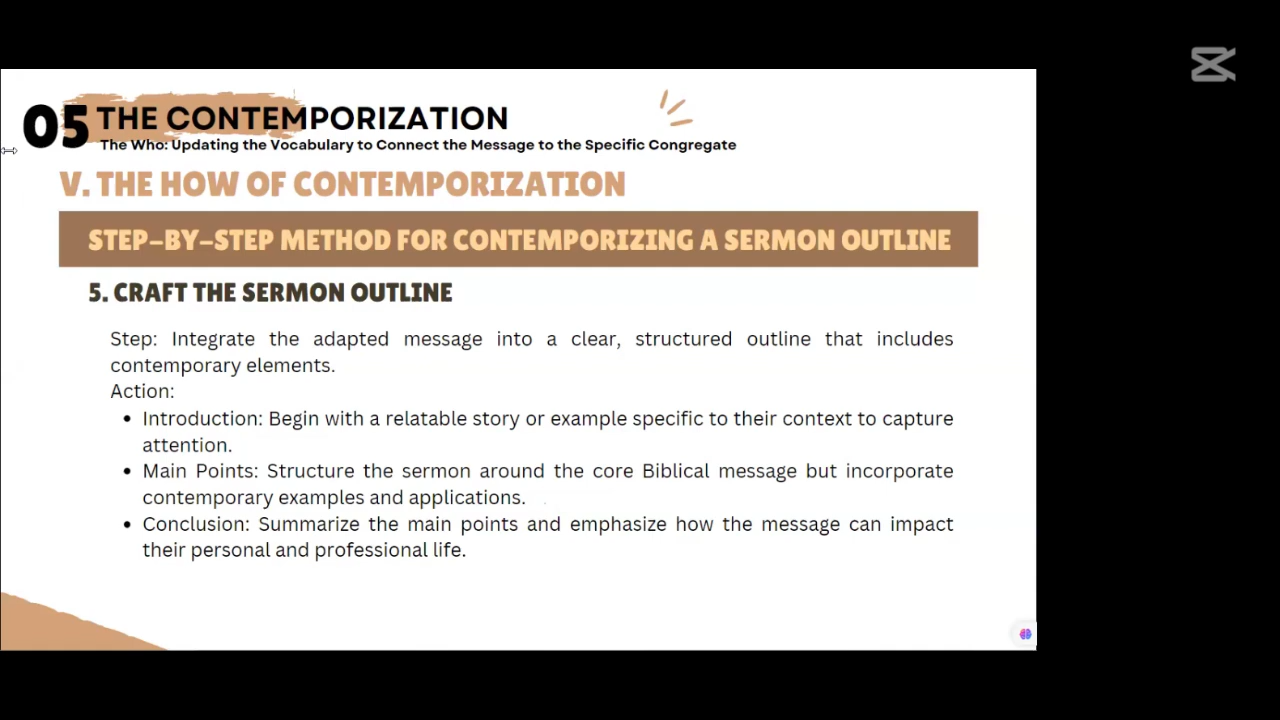 05 THE CONTEMPORIZATION
The Who: Updating the Vocabulary to Connect the Message to the Specific Congregate
V. THE HOW OF CONTEMPORIZATION
STEP-BY-STEP METHOD FOR CONTEMPORIZING A SERMON OUTLINE
5. CRAFT THE SERMON OUTLINE
Step: Integrate the adapted message into a clear, structured outline that includes
contemporary elements.
Action:
• Introduction: Begin with a relatable story or example specific to their context to capture
attention.
• Main Points: Structure the sermon around the core Biblical message but incorporate
contemporary examples and applications.
• Conclusion: Summarize the main points and emphasize how the message can impact
their personal and professional life.